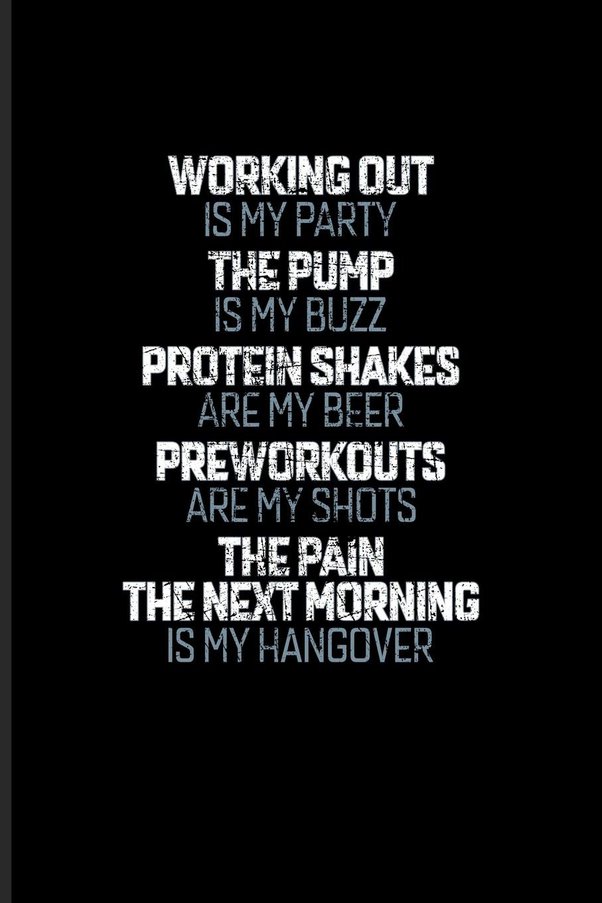 WORKING OUT
IS MY PARTY
THE PUMP
IS MY BUZZ
PROTEIN SHAKES
ARE MY BEER
PREWORKOUTS
ARE MY SHOTS
THE PAIN
THE NEXT MORNING
IS MY HANGOVER